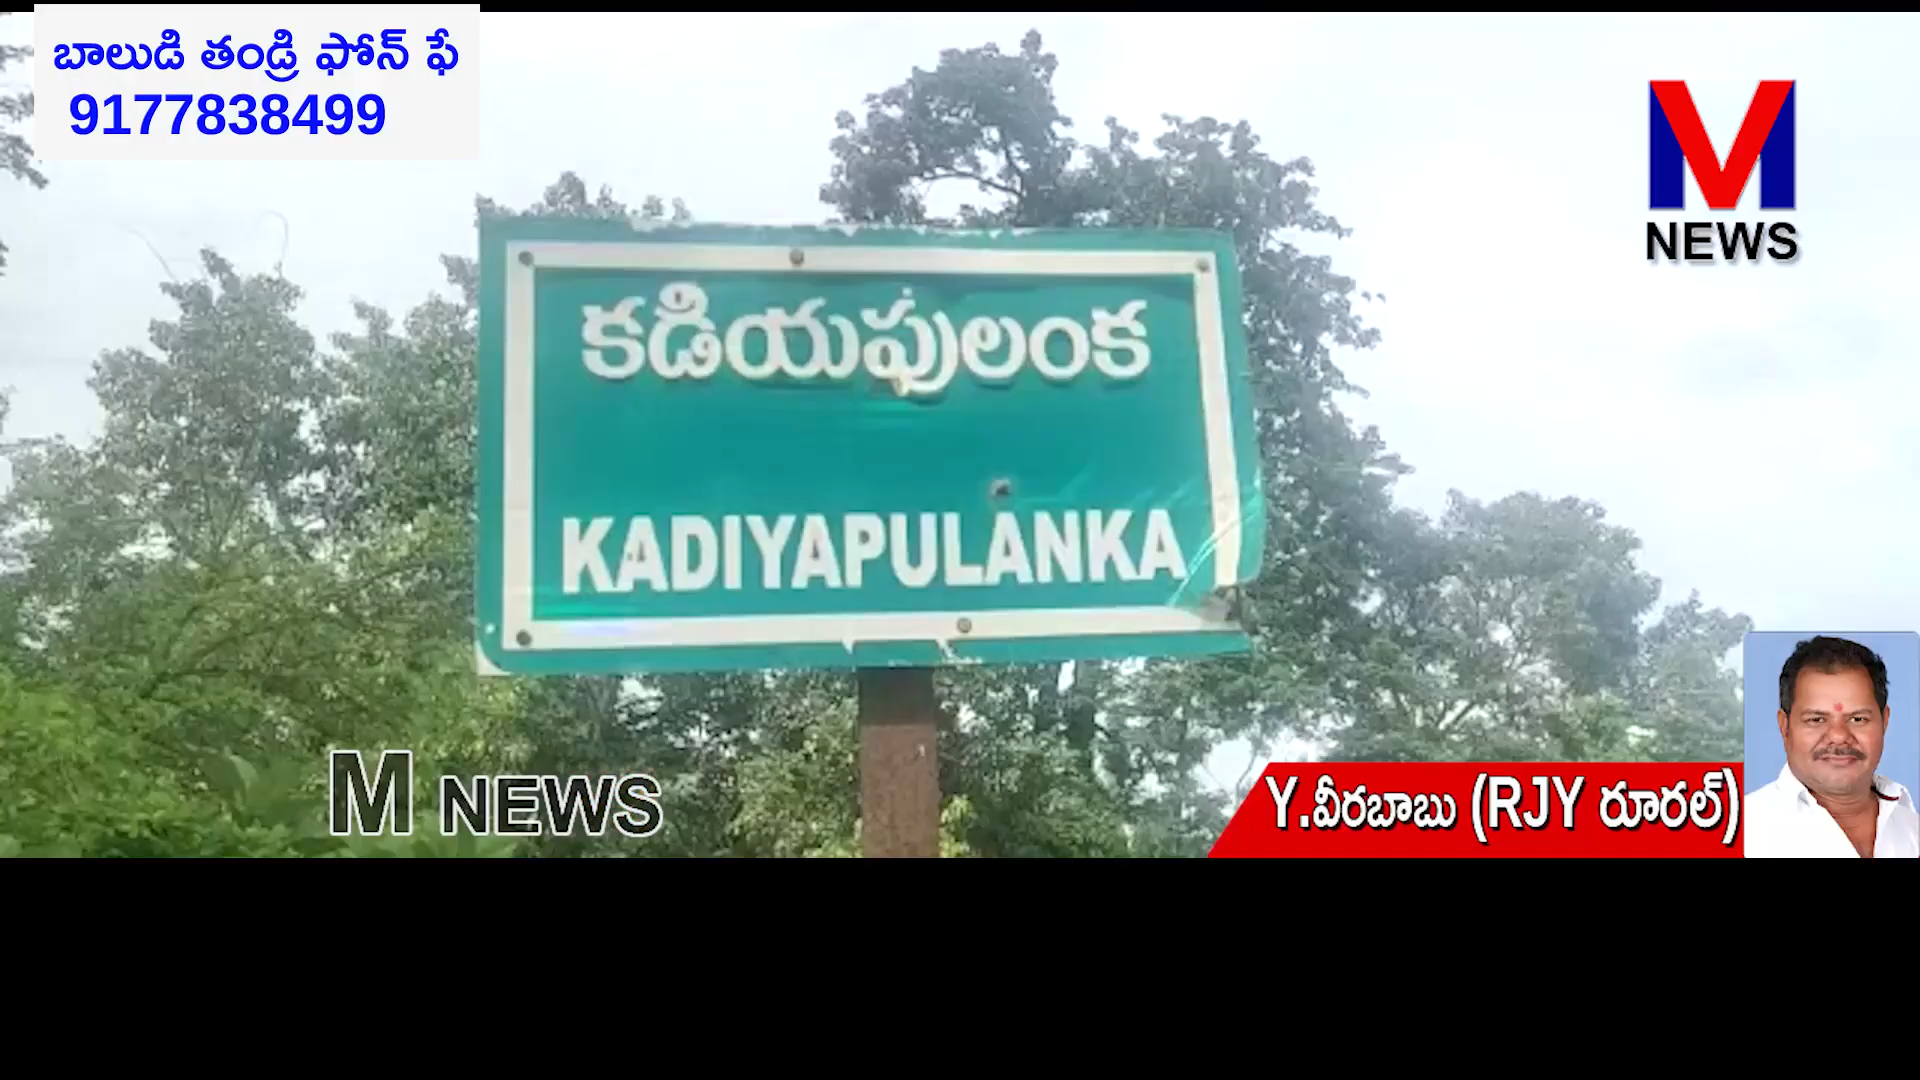 బాలుడి తండ్రి ఫోన్ ఫే
9177838499
M
NEWS
కడియపులంక
KADIYAPULANKA
M NEWS
Y.వీరబాబు (RJY రూరల్)